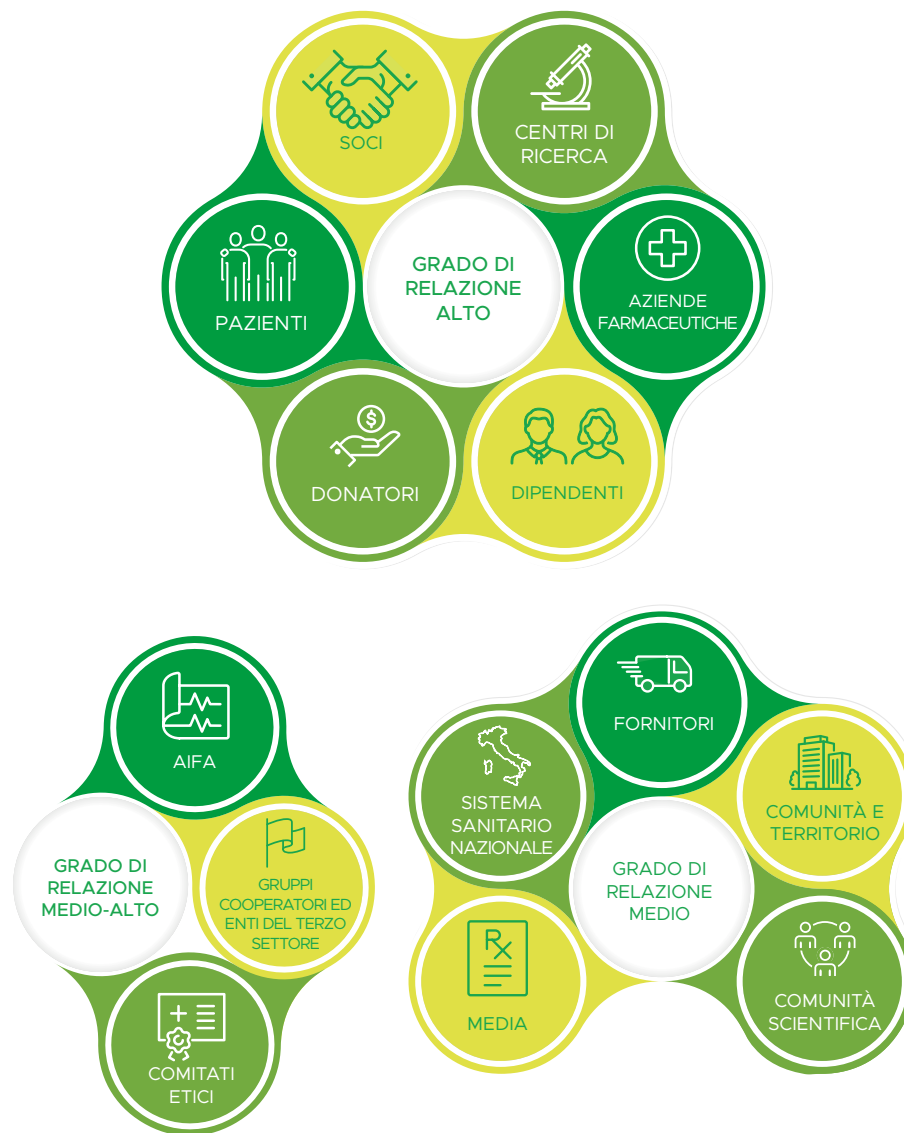 SOCI
CENTRI DI
RICERCA
PAZIENTI
GRADO DI
RELAZIONE
ALTO
AZIENDE
FARMACEUTICHE
DONATORI
DIPENDENTI
AIFA
GRADO DI
RELAZIONE
MEDIO-ALTO
GRUPPI
COOPERATORI ED
ENTI DEL TERZO
SETTORE
COMITATI
ETICI
FORNITORI
SISTEMA
SANITARIO
NAZIONALE
COMUNITÀ E
TERRITORIO
GRADO DI
RELAZIONE
MEDIO
Rx
MEDIA
COMUNITÀ
SCIENTIFICA